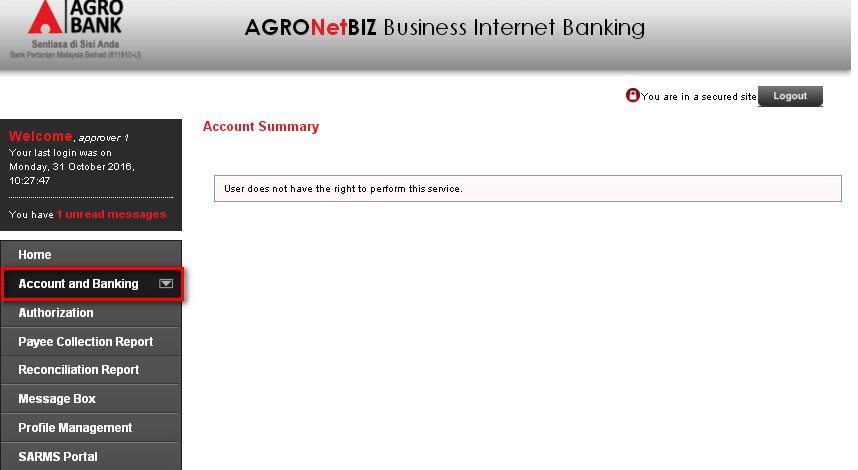 AGRO
BANK
Sentiasa di Sisi Anda
Bank Pertanian Malaysia Berhad (811810-U)
AGRONetBIZ Business Internet Banking
You are in a secured site
Logout
Welcome, approver 1
Your last login was on
Monday, 31 October 2016,
10:27:47
You have 1 unread messages
Account Summary
User does not have the right to perform this service.
Home
Account and Banking
Authorization
Payee Collection Report
Reconciliation Report
Message Box
Profile Management
SARMS Portal